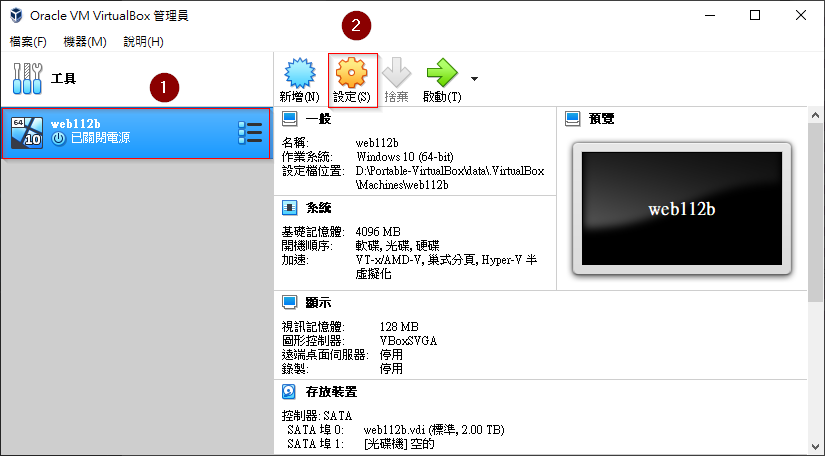 Oracle VM VirtualBox 管理員
檔案(F) 機器(M) 說明(H)
2
工具
1
新增(N) 設定(S) 捨棄 啟動(T)
64
10
web112b
已關閉電源
一般
名稱: web112b
作業系統: Windows 10 (64-bit)
設定檔位置: D:\Portable-VirtualBox\data\.VirtualBox
\Machines\web112b
系統
基礎記憶體: 4096 MB
開機順序: 軟碟, 光碟, 硬碟
加速: VT-x/AMD-V, 巢式分頁, Hyper-V 半
虛擬化
預覽
web112b
顯示
視訊記憶體: 128 MB
圖形控制器: VBoxSVGA
遠端桌面伺服器: 停用
錄製: 停用
存放裝置
控制器: SATA
SATA 埠 0: web112b.vdi (標準, 2.00 TB)
SATA 埠 1: [光碟機] 空的